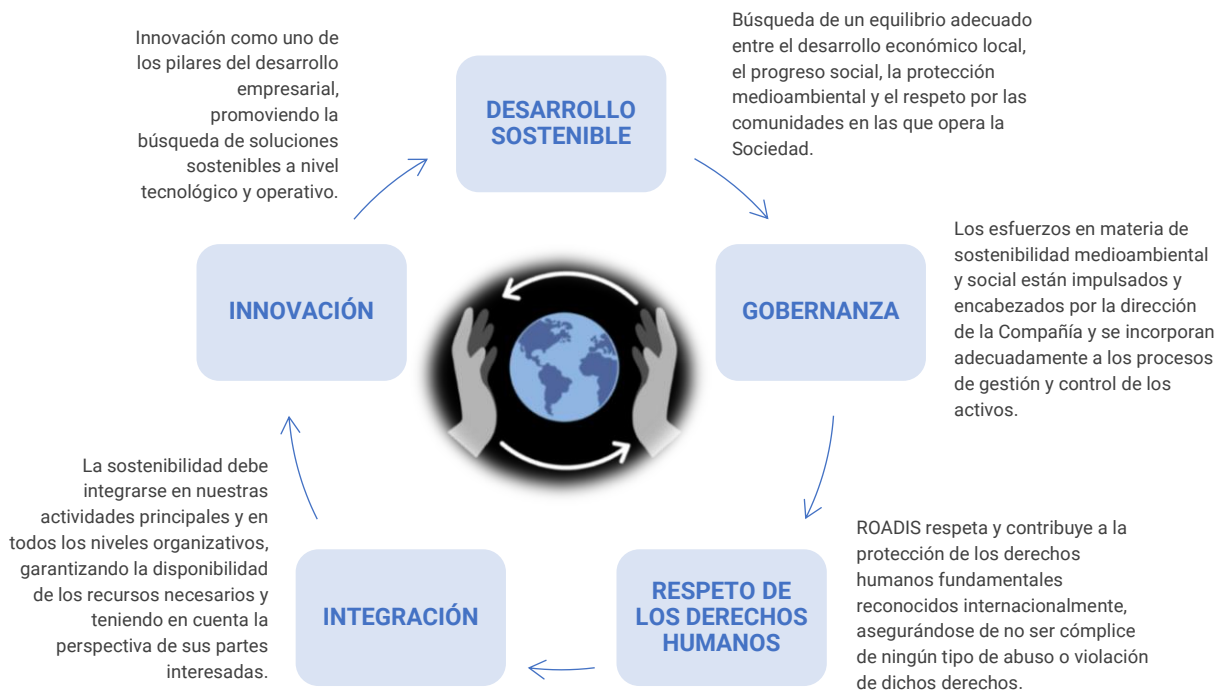 DESARROLLO
SOSTENIBLE
Búsqueda de un equilibrio adecuado
entre el desarrollo económico local,
el progreso social, la protección
medioambiental y el respeto por las
comunidades en las que opera la
Sociedad.
GOBERNANZA
Los esfuerzos en materia de
sostenibilidad medioambiental
y social están impulsados y
encabezados por la dirección
de la Compañía y se incorporan
adecuadamente a los procesos
de gestión y control de los
activos.
RESPETO DE
LOS DERECHOS
HUMANOS
ROADIS respeta y contribuye a la
protección de los derechos
humanos fundamentales
reconocidos internacionalmente,
asegurándose de no ser cómplice
de ningún tipo de abuso o violación
de dichos derechos.
INTEGRACIÓN
La sostenibilidad debe
integrarse en nuestras
actividades principales y en
todos los niveles organizativos,
garantizando la disponibilidad
de los recursos necesarios y
teniendo en cuenta la
perspectiva de sus partes
interesadas.
INNOVACIÓN
Innovación como uno de
los pilares del desarrollo
empresarial,
promoviendo la
búsqueda de soluciones
sostenibles a nivel
tecnológico y operativo.